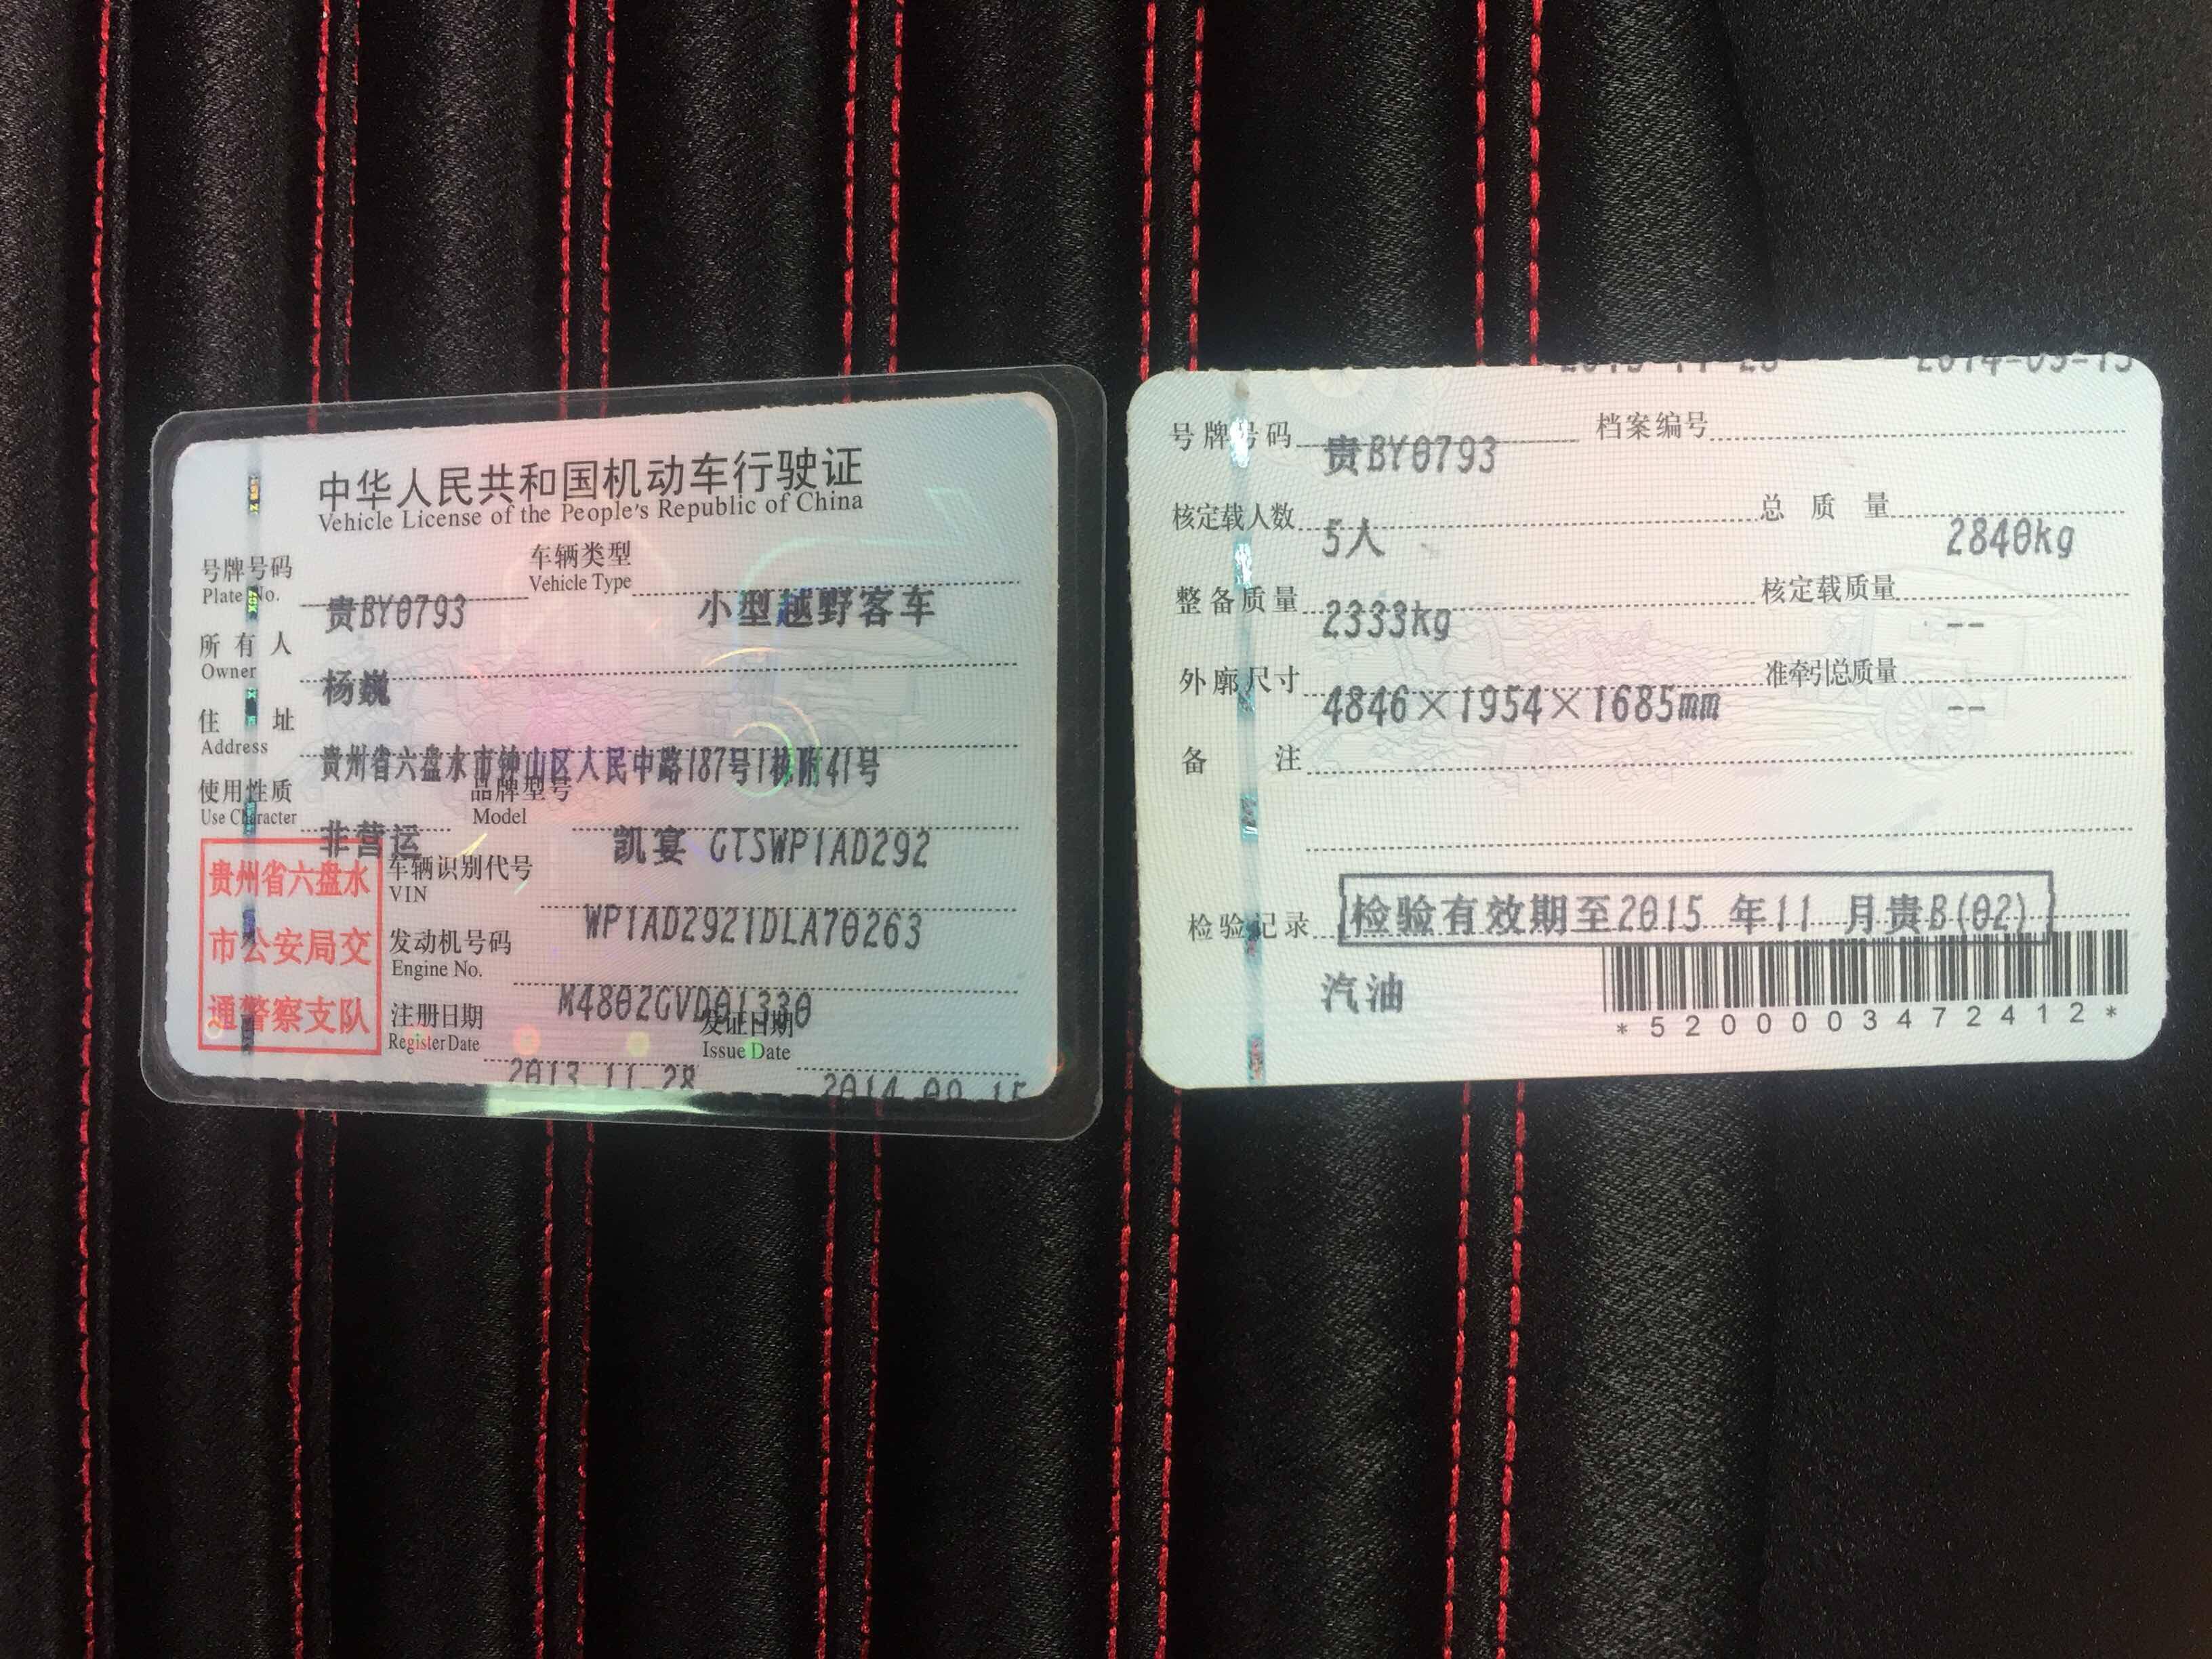 中华人民共和国机动车行驶证
Vehicle License of the People's Republic of China
号牌号码 贵BY0793 车辆类型 小型越野客车
Plate No. Vehicle Type
所有人 杨巍
Owner
住址 贵州省六盘水市钟山区人民中路187号1栋附41号
Address
使用性质 非营运 品牌型号 凯宴 GTSWP1AD292
Use Character Model
贵州省六盘水
市公安局交
通警察支队
车辆识别代号 WP1AD2921DLA70263
VIN
发动机号码 M4802GVD001330
Engine No.
注册日期 2013 11 28 发证日期
Register Date Issue Date
号牌号码 贵BY0793 档案编号
核定载人数 5人 总质量 2840kg
整备质量 2333kg 核定载质量 --
外廓尺寸 4846×1954×1685mm 准牵引总质量 --
备注
检验记录 检验有效期至2015 年11 月贵B(02)
汽油
*5200003472412*